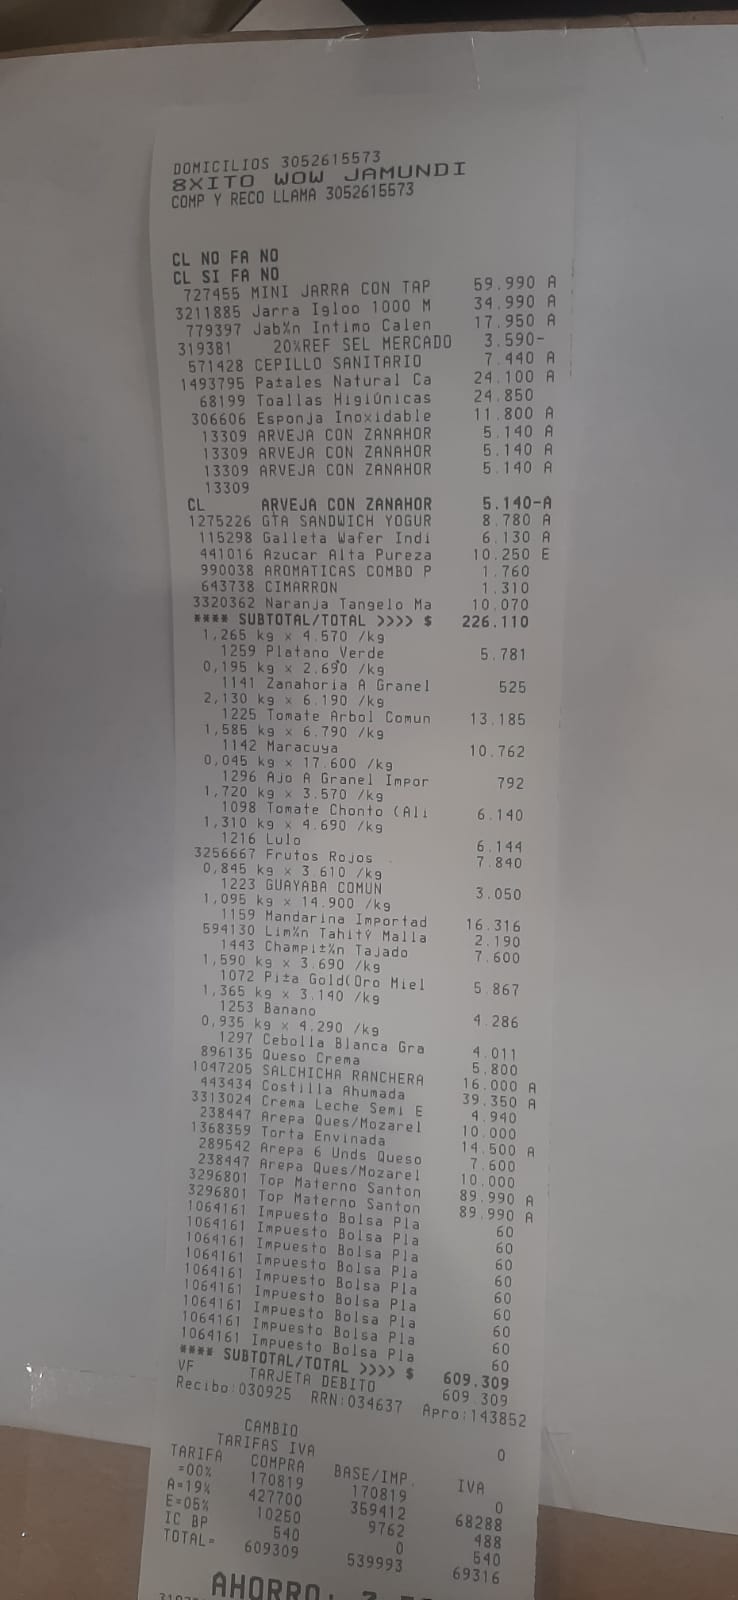 DOMICILIOS 3052615573
8XITO WOW JAMUNDI
COMP Y RECO LLAMA 3052615573
CL NO FA NO
CL SI FA NO
727455 MINI JARRA CON TAP 59.990 A
3211885 Jarra Igloo 1000 M 34.990 A
779397 Jab%n Intimo Calen 17.950 A
319381 20%REF SEL MERCADO 3.590-
571428 CEPILLO SANITARIO 7.440 A
1493795 Pa±ales Natural Ca 24.100 A
68199 Toallas HigiÚnicas 24.850
306606 Esponja Inoxidable 11.800 A
13309 ARVEJA CON ZANAHOR 5.140 A
13309 ARVEJA CON ZANAHOR 5.140 A
13309 ARVEJA CON ZANAHOR 5.140 A
13309
CL ARVEJA CON ZANAHOR 5.140-A
1275226 GTA SANDWICH YOGUR 8.780 A
115298 Galleta Wafer Indi 6.130 A
441016 Azucar Alta Pureza 10.250 E
990038 AROMATICAS COMBO P 1.760
643738 CIMARRON 1.310
3320362 Naranja Tangelo Ma 10.070
**** SUBTOTAL/TOTAL >>>> $ 226.110
1,265 kg x 4.570 /kg
1259 Platano Verde 5.781
0,195 kg x 2.690 /kg
1141 Zanahoria A Granel 525
2,130 kg x 6.190 /kg
1225 Tomate Arbol Comun 13.185
1,585 kg x 6.790 /kg
1142 Maracuya 10.762
0,045 kg x 17.600 /kg
1296 Ajo A Granel Impor 792
1,720 kg x 3.570 /kg
1098 Tomate Chonto (Ali 6.140
1,310 kg x 4.690 /kg
1216 Lulo 6.144
3256667 Frutos Rojos 7.840
0,845 kg x 3.610 /kg
1223 GUAYABA COMUN 3.050
1,095 kg x 14.900 /kg
1159 Mandarina Importad 16.316
594130 Lim%n TahitÝ Malla 2.190
1443 Champi±%n Tajado 7.600
1,590 kg x 3.690 /kg
1072 Pi±a Gold(Oro Miel 5.867
1,365 kg x 3.140 /kg
1253 Banano 4.286
0,935 kg x 4.290 /kg
1297 Cebolla Blanca Gra 4.011
896135 Queso Crema 5.800
1047205 SALCHICHA RANCHERA 16.000 A
443434 Costilla Ahumada 39.350 A
3313024 Crema Leche Semi E 4.940
238447 Arepa Ques/Mozarel 10.000
1368359 Torta Envinada 14.500 A
289542 Arepa 6 Unds Queso 7.600
238447 Arepa Ques/Mozarel 10.000
3296801 Top Materno Santon 89.990 A
3296801 Top Materno Santon 89.990 A
1064161 Impuesto Bolsa Pla 60
1064161 Impuesto Bolsa Pla 60
1064161 Impuesto Bolsa Pla 60
1064161 Impuesto Bolsa Pla 60
1064161 Impuesto Bolsa Pla 60
1064161 Impuesto Bolsa Pla 60
1064161 Impuesto Bolsa Pla 60
1064161 Impuesto Bolsa Pla 60
1064161 Impuesto Bolsa Pla 60
**** SUBTOTAL/TOTAL >>>> $ 609.309
VF TARJETA DEBITO 609.309
Recibo:030925 RRN:034637 Apro:143852
CAMBIO 0
TARIFAS IVA
TARIFA COMPRA BASE/IMP. IVA
=00% 170819 170819 0
A=19% 427700 359412 68288
E=05% 10250 9762 488
IC BP 540 0 540
TOTAL= 609309 539993 69316
AHORRO: